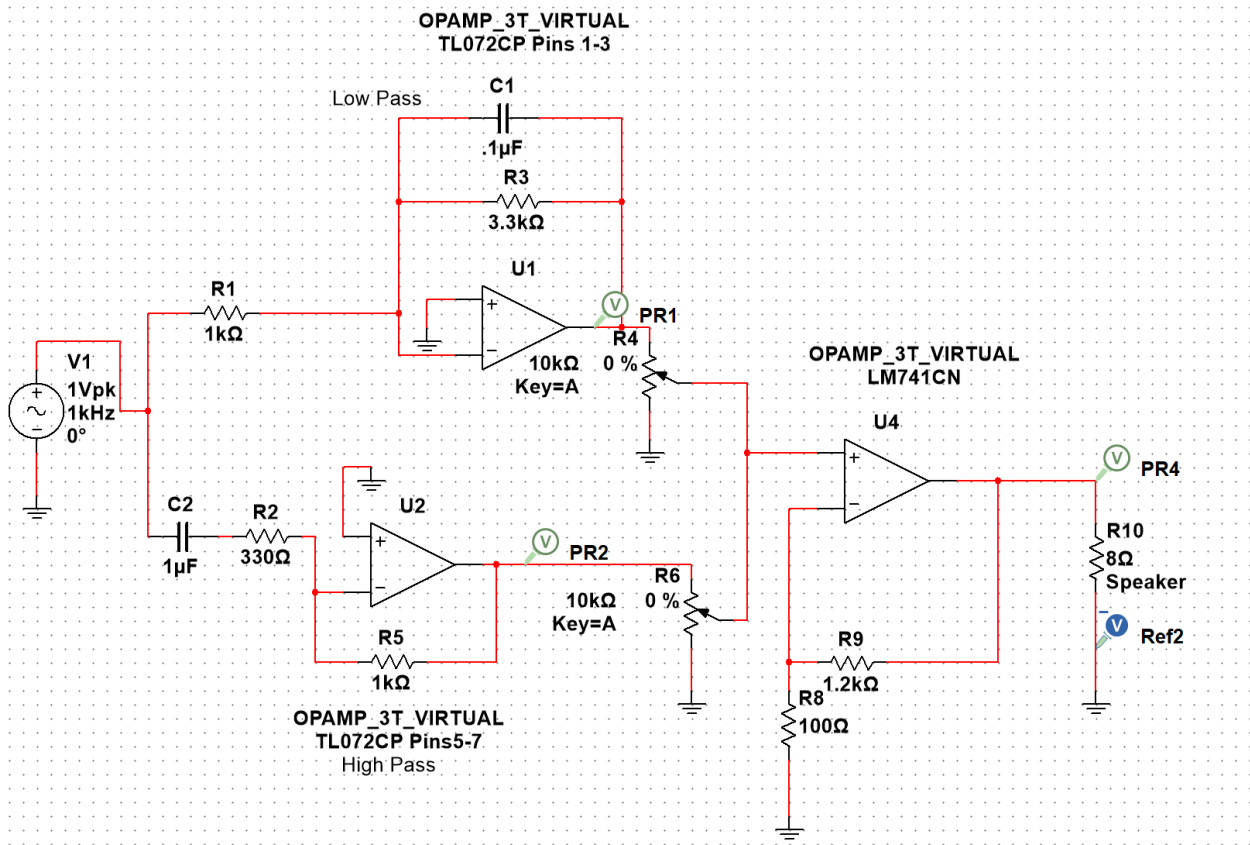 OPAMP_3T_VIRTUAL
TL072CP Pins 1-3
Low Pass
C1
.1µF
R3
3.3kΩ
U1
+
−
V
PR1
R1
1kΩ
R4
10kΩ
0 %
Key=A
V1
+
−
1Vpk
1kHz
0°
OPAMP_3T_VIRTUAL
LM741CN
U4
+
−
V
PR4
C2
1µF
R2
330Ω
U2
+
−
V
PR2
R6
10kΩ
0 %
Key=A
R5
1kΩ
R10
8Ω
Speaker
−
V
Ref2
R9
1.2kΩ
R8
100Ω
OPAMP_3T_VIRTUAL
TL072CP Pins5-7
High Pass